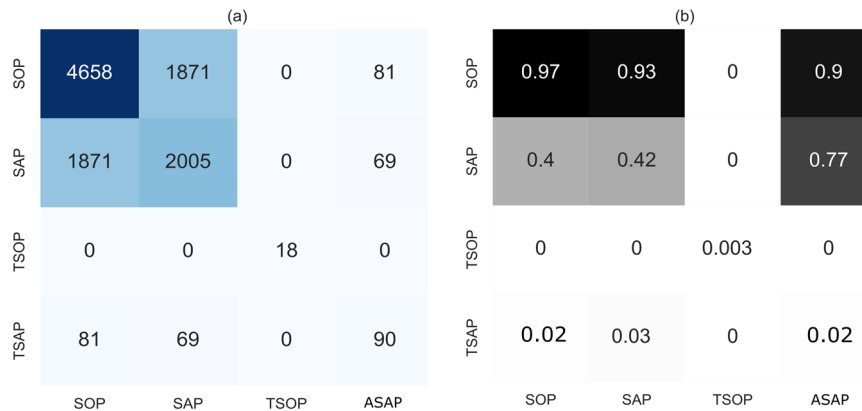 (a)
SOP 4658 1871 0 81
SAP 1871 2005 0 69
TSOP 0 0 18 0
TSAP 81 69 0 90
SOP SAP TSOP ASAP
(b)
SOP 0.97 0.93 0 0.9
SAP 0.4 0.42 0 0.77
TSOP 0 0 0.003 0
TSAP 0.02 0.03 0 0.02
SOP SAP TSOP ASAP